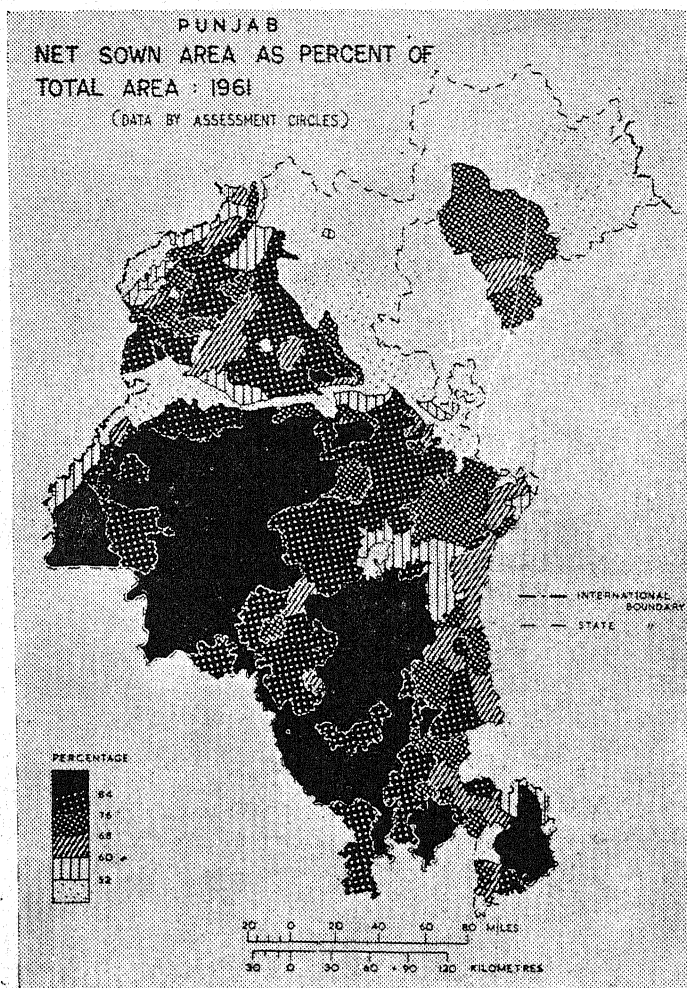 PUNJAB
NET SOWN AREA AS PERCENT OF
TOTAL AREA : 1961
(DATA BY ASSESSMENT CIRCLES)
INTERNATIONAL
BOUNDARY
STATE "
PERCENTAGE
84
76
68
60
52
20 0 20 40 60 80 MILES
30 0 30 60 90 120 KILOMETRES